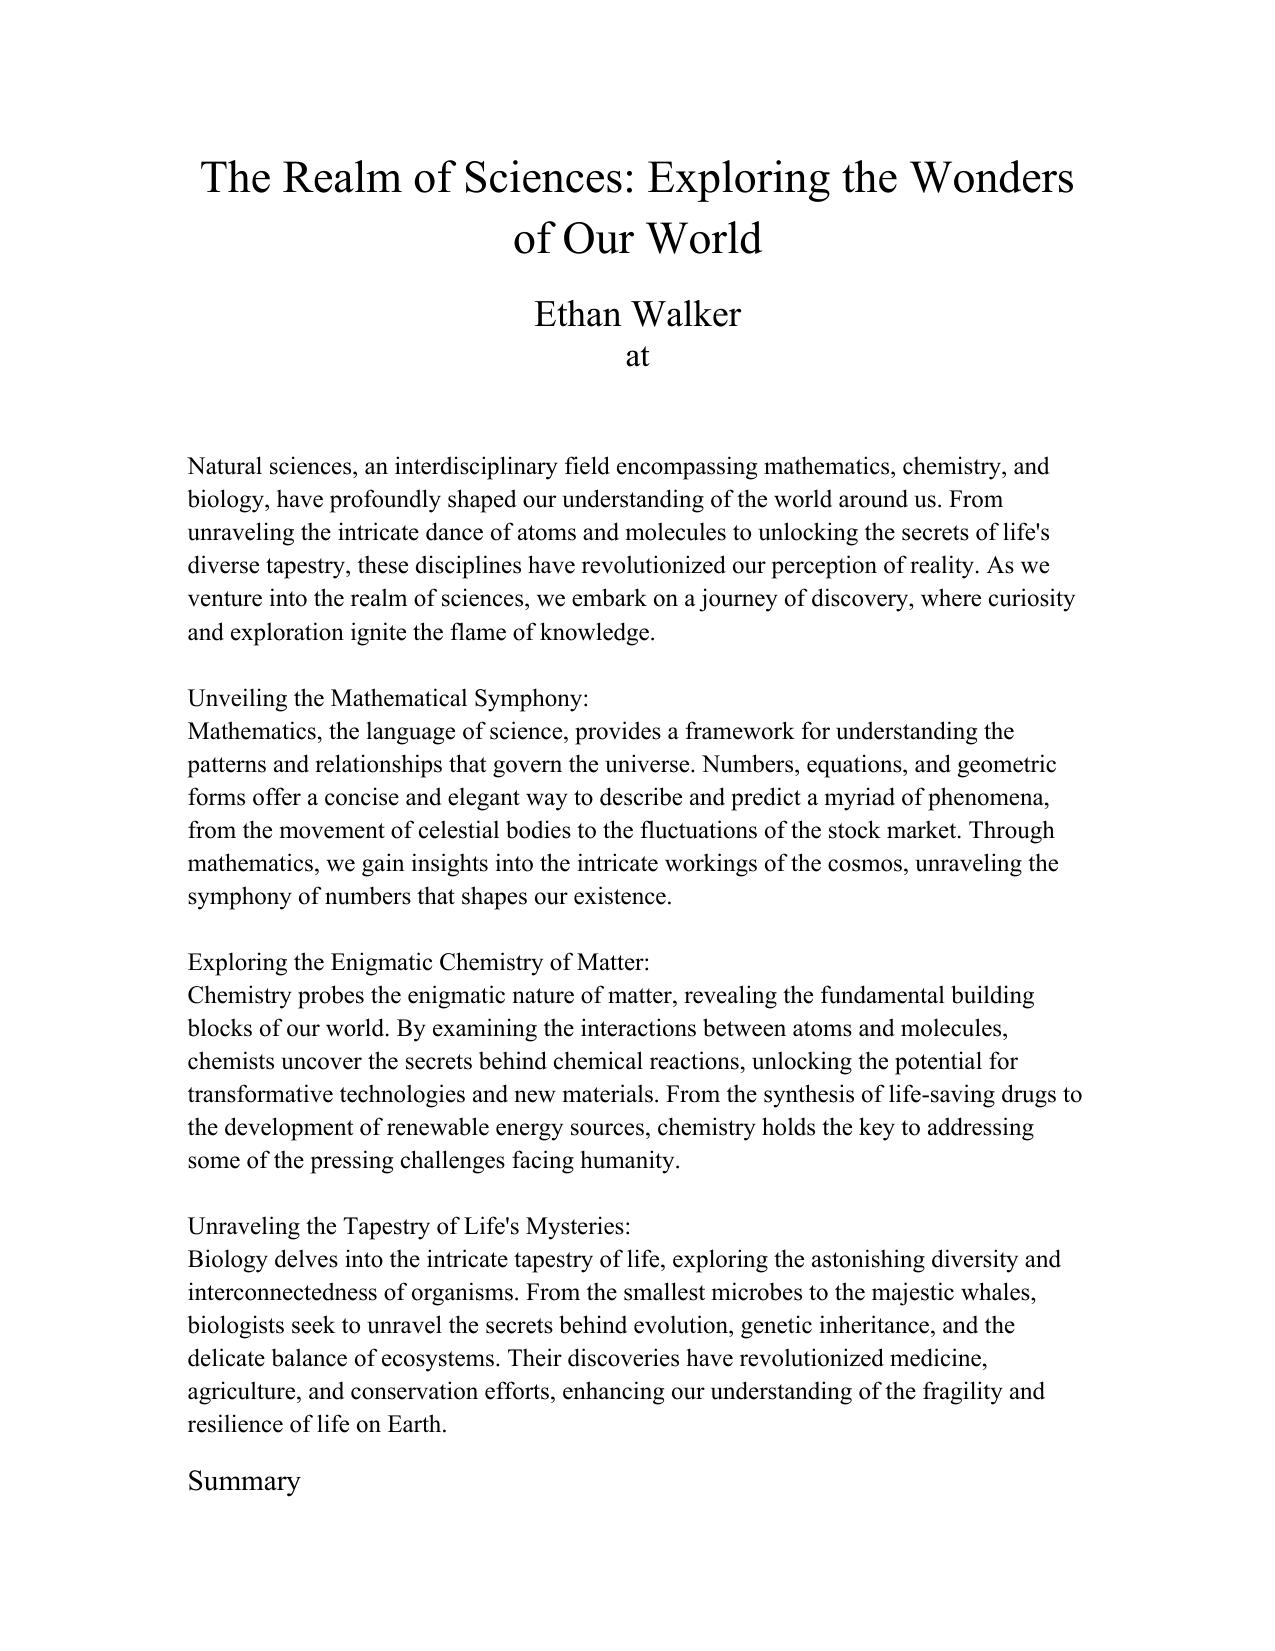 The Realm of Sciences: Exploring the Wonders
of Our World
Ethan Walker
at
Natural sciences, an interdisciplinary field encompassing mathematics, chemistry, and
biology, have profoundly shaped our understanding of the world around us. From
unraveling the intricate dance of atoms and molecules to unlocking the secrets of life's
diverse tapestry, these disciplines have revolutionized our perception of reality. As we
venture into the realm of sciences, we embark on a journey of discovery, where curiosity
and exploration ignite the flame of knowledge.
Unveiling the Mathematical Symphony:
Mathematics, the language of science, provides a framework for understanding the
patterns and relationships that govern the universe. Numbers, equations, and geometric
forms offer a concise and elegant way to describe and predict a myriad of phenomena,
from the movement of celestial bodies to the fluctuations of the stock market. Through
mathematics, we gain insights into the intricate workings of the cosmos, unraveling the
symphony of numbers that shapes our existence.
Exploring the Enigmatic Chemistry of Matter:
Chemistry probes the enigmatic nature of matter, revealing the fundamental building
blocks of our world. By examining the interactions between atoms and molecules,
chemists uncover the secrets behind chemical reactions, unlocking the potential for
transformative technologies and new materials. From the synthesis of life-saving drugs to
the development of renewable energy sources, chemistry holds the key to addressing
some of the pressing challenges facing humanity.
Unraveling the Tapestry of Life's Mysteries:
Biology delves into the intricate tapestry of life, exploring the astonishing diversity and
interconnectedness of organisms. From the smallest microbes to the majestic whales,
biologists seek to unravel the secrets behind evolution, genetic inheritance, and the
delicate balance of ecosystems. Their discoveries have revolutionized medicine,
agriculture, and conservation efforts, enhancing our understanding of the fragility and
resilience of life on Earth.
Summary